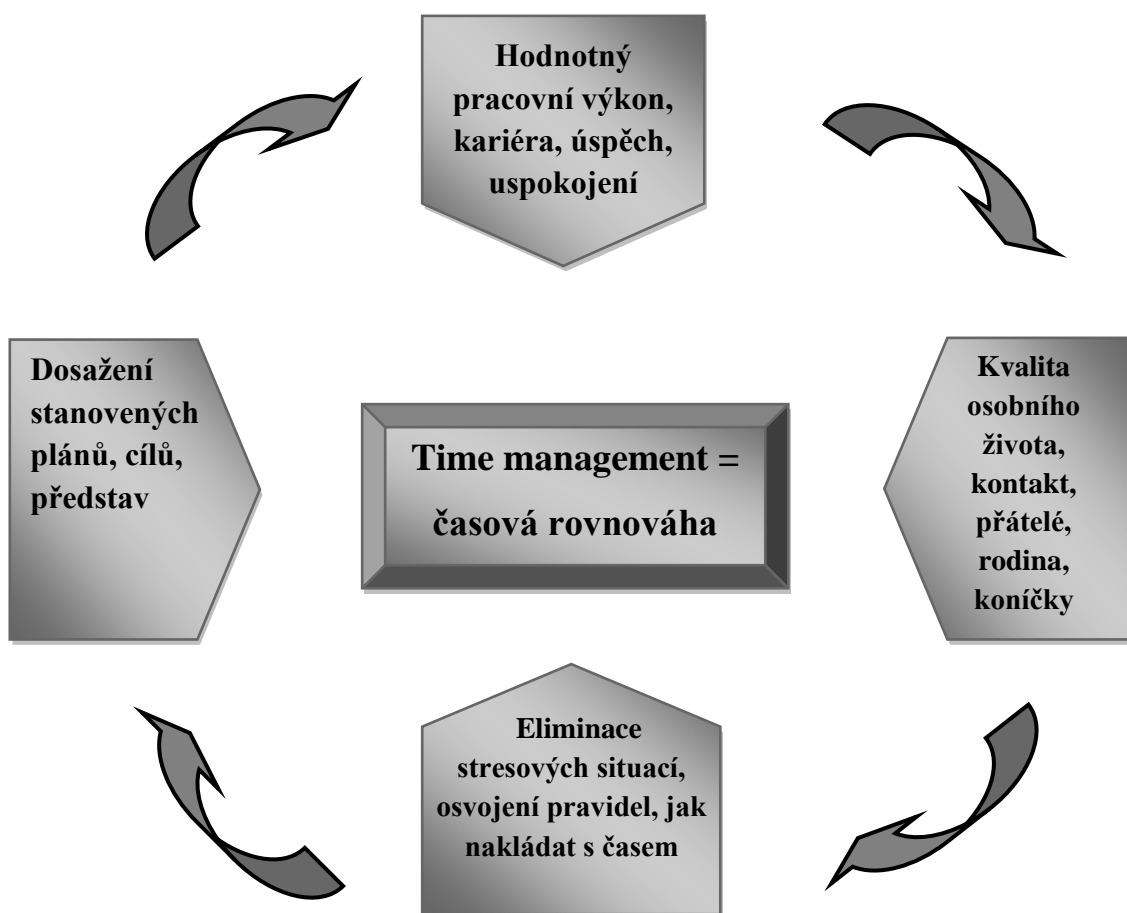 Hodnotný
pracovní výkon,
kariéra, úspěch,
uspokojení
Dosažení
stanovených
plánů, cílů,
představ
Time management =
časová rovnováha
Kvalita
osobního
života,
kontakt,
přátelé,
rodina,
koníčky
Eliminace
stresových situací,
osvojení pravidel, jak
nakládat s časem